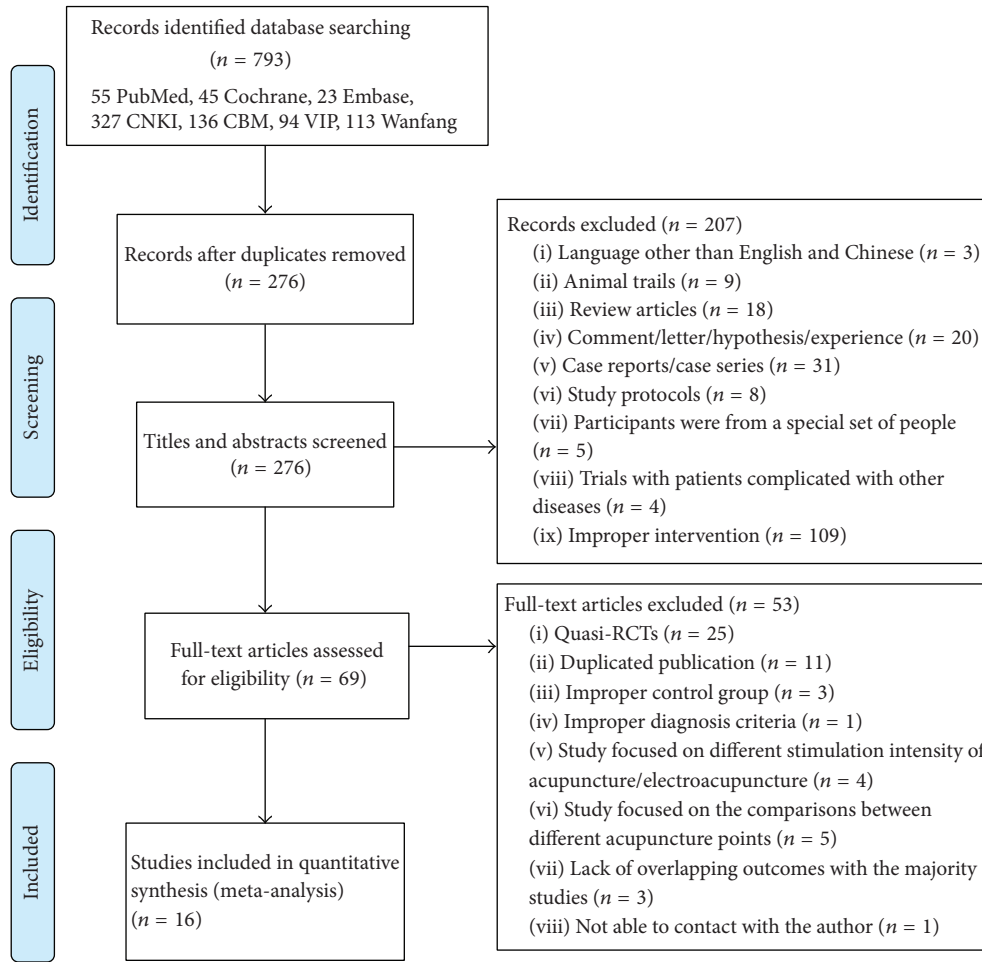 Records identified database searching
(n = 793)
55 PubMed, 45 Cochrane, 23 Embase,
327 CNKI, 136 CBM, 94 VIP, 113 Wanfang
Identification
Records after duplicates removed
(n = 276)
Records excluded (n = 207)
(i) Language other than English and Chinese (n = 3)
(ii) Animal trails (n = 9)
(iii) Review articles (n = 18)
(iv) Comment/letter/hypothesis/experience (n = 20)
(v) Case reports/case series (n = 31)
(vi) Study protocols (n = 8)
(vii) Participants were from a special set of people
(n = 5)
(viii) Trials with patients complicated with other
diseases (n = 4)
(ix) Improper intervention (n = 109)
Screening
Titles and abstracts screened
(n = 276)
Eligibility
Full-text articles assessed
for eligibility (n = 69)
Full-text articles excluded (n = 53)
(i) Quasi-RCTs (n = 25)
(ii) Duplicated publication (n = 11)
(iii) Improper control group (n = 3)
(iv) Improper diagnosis criteria (n = 1)
(v) Study focused on different stimulation intensity of
acupuncture/electroacupuncture (n = 4)
(vi) Study focused on the comparisons between
different acupuncture points (n = 5)
(vii) Lack of overlapping outcomes with the majority
studies (n = 3)
(viii) Not able to contact with the author (n = 1)
Included
Studies included in quantitative
synthesis (meta-analysis)
(n = 16)